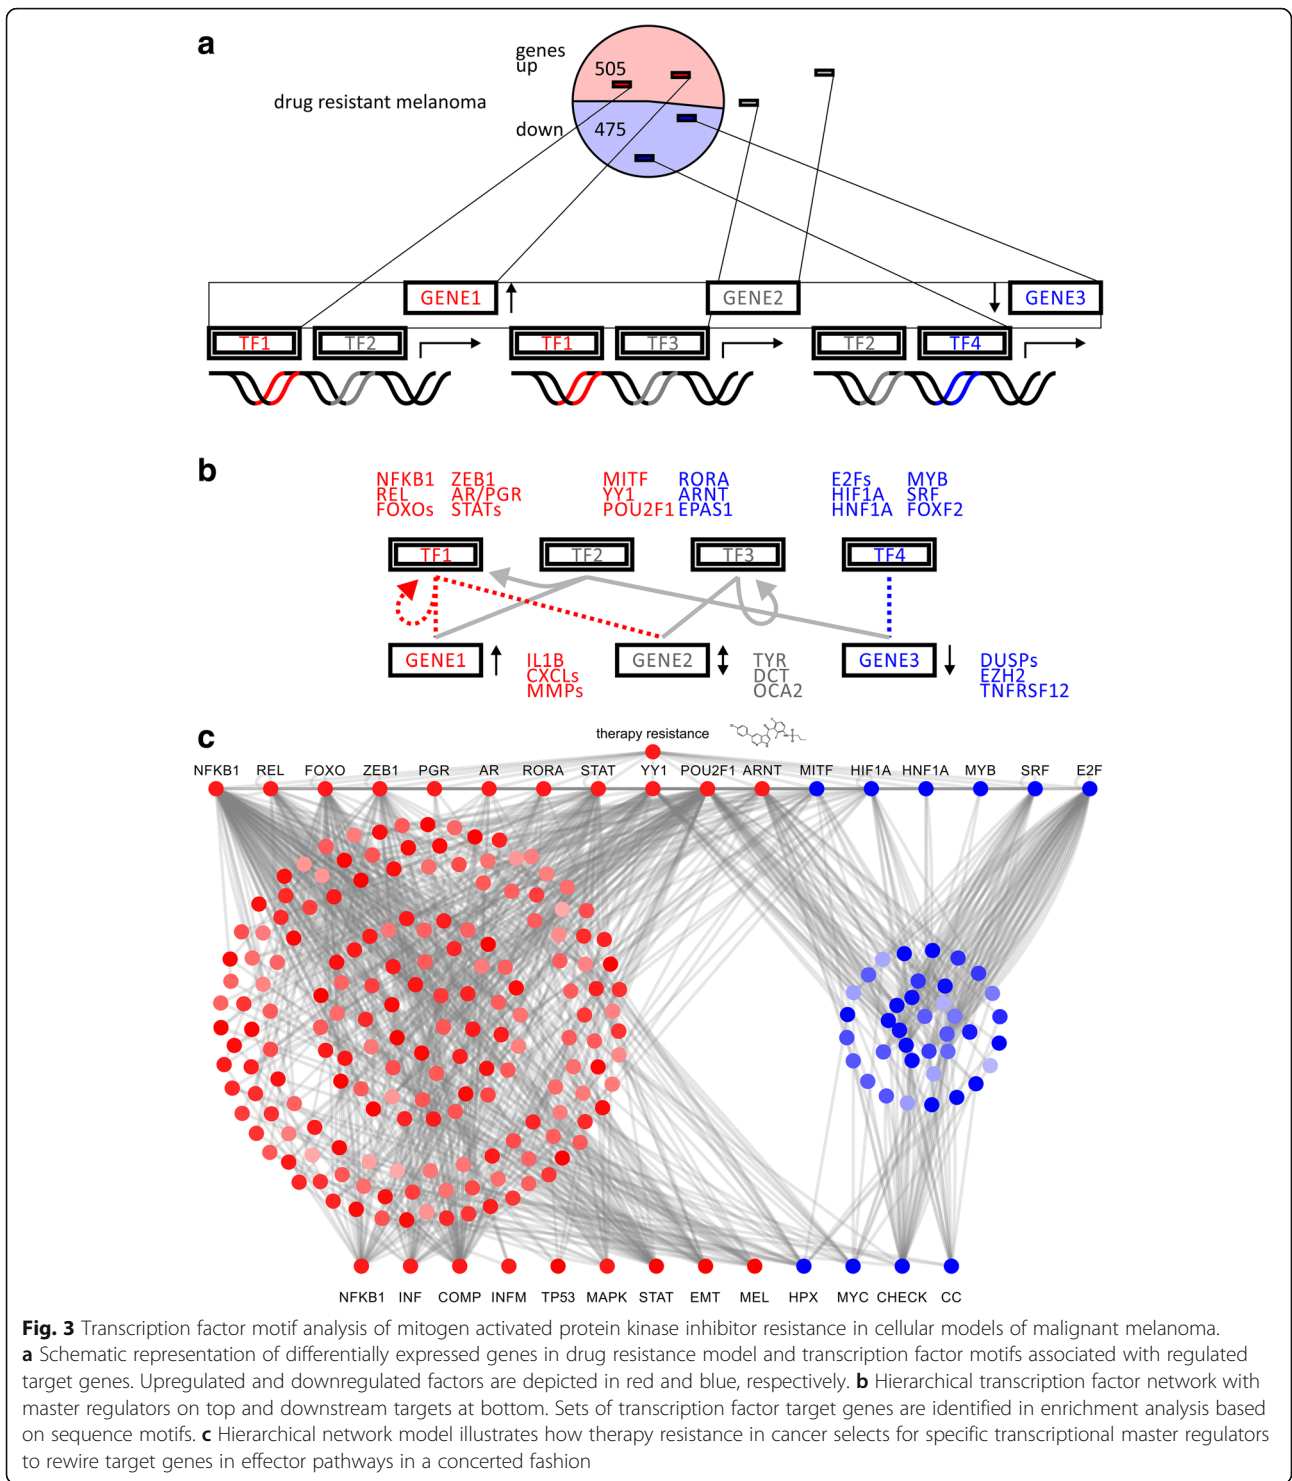 a
genes
up
505
drug resistant melanoma
down
475
GENE1
GENE2
GENE3
TF1
TF2
TF1
TF3
TF2
TF4
b
NFKB1 ZEB1 MITF RORA E2Fs MYB
REL AR/PGR YY1 ARNT HIF1A SRF
FOXOs STATs POU2F1 EPAS1 HNF1A FOXF2
TF1 TF2 TF3 TF4
GENE1 GENE2 GENE3
IL1B TYR DUSPs
CXCLs DCT EZH2
MMPs OCA2 TNFRSF12
c
therapy resistance
NFKB1 REL FOXO ZEB1 PGR AR RORA STAT YY1 POU2F1 ARNT MITF HIF1A HNF1A MYB SRF E2F
NFKB1 INF COMP INFM TP53 MAPK STAT EMT MEL HPX MYC CHECK CC
Fig. 3 Transcription factor motif analysis of mitogen activated protein kinase inhibitor resistance in cellular models of malignant melanoma.
a Schematic representation of differentially expressed genes in drug resistance model and transcription factor motifs associated with regulated
target genes. Upregulated and downregulated factors are depicted in red and blue, respectively. b Hierarchical transcription factor network with
master regulators on top and downstream targets at bottom. Sets of transcription factor target genes are identified in enrichment analysis based
on sequence motifs. c Hierarchical network model illustrates how therapy resistance in cancer selects for specific transcriptional master regulators
to rewire target genes in effector pathways in a concerted fashion